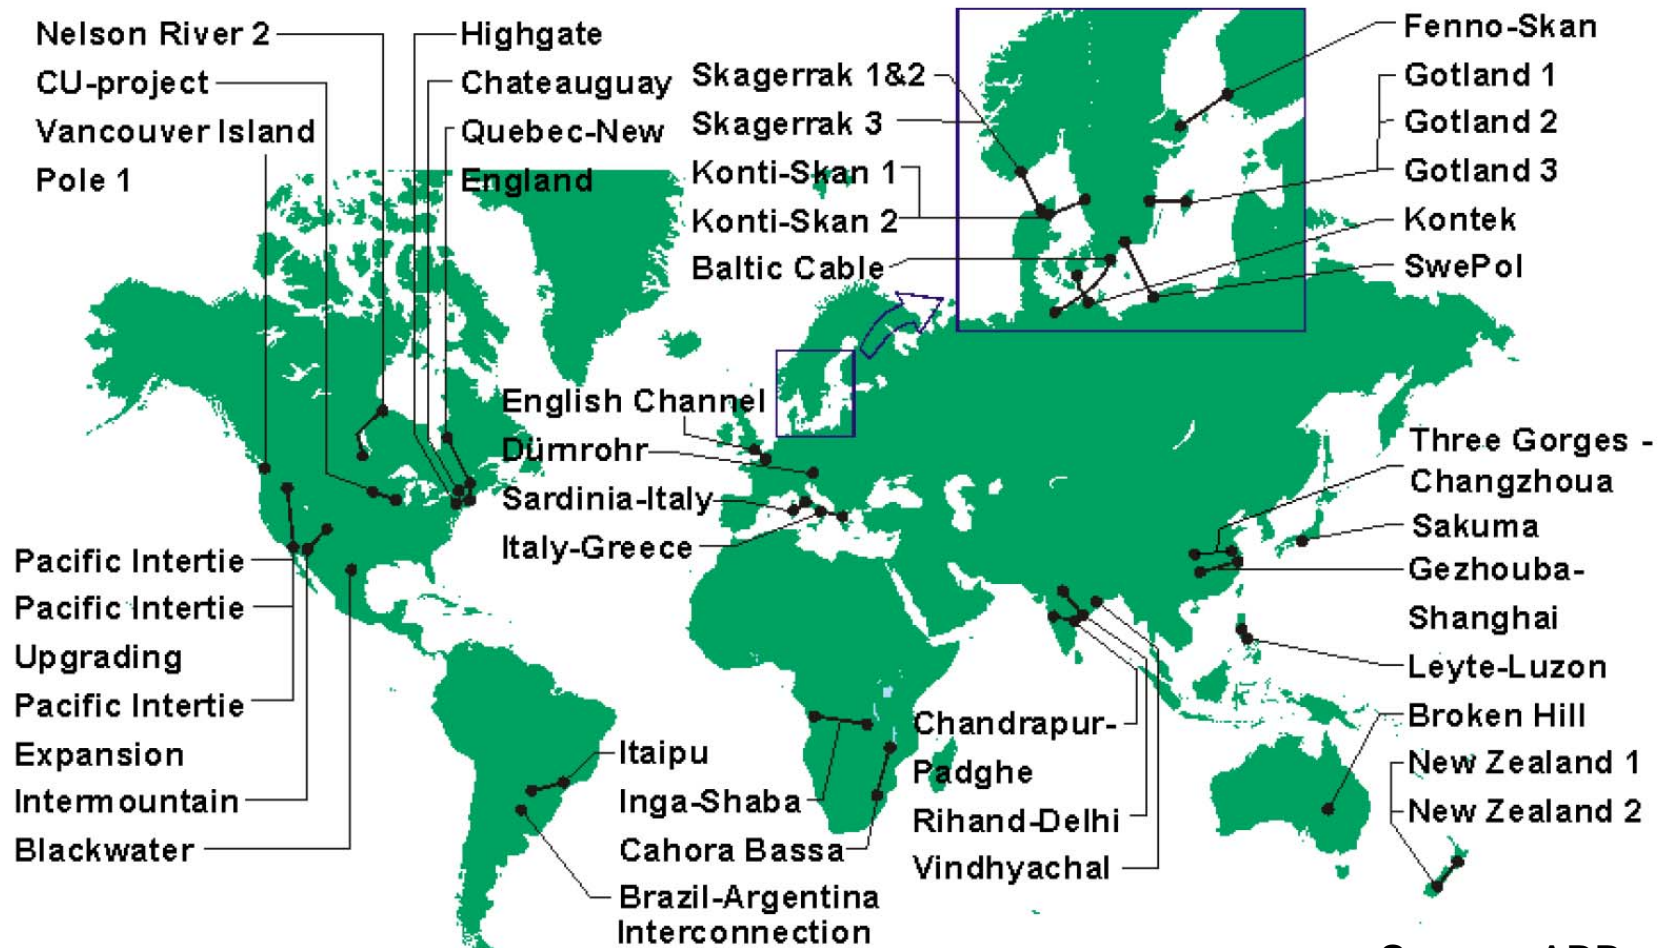 Nelson River 2
CU-project
Vancouver Island
Pole 1
Highgate
Chateauguay
Quebec-New
England
Skagerrak 1&2
Skagerrak 3
Konti-Skan 1
Konti-Skan 2
Baltic Cable
Fenno-Skan
Gotland 1
Gotland 2
Gotland 3
Kontek
SwePol
English Channel
Dümrohr
Sardinia-Italy
Italy-Greece
Three Gorges -
Changzhoua
Sakuma
Gezhouba-
Shanghai
Leyte-Luzon
Broken Hill
New Zealand 1
New Zealand 2
Pacific Intertie
Pacific Intertie
Upgrading
Pacific Intertie
Expansion
Intermountain
Blackwater
Itaipu
Inga-Shaba
Cahora Bassa
Brazil-Argentina
Interconnection
Chandrapur-
Padghe
Rihand-Delhi
Vindhyachal